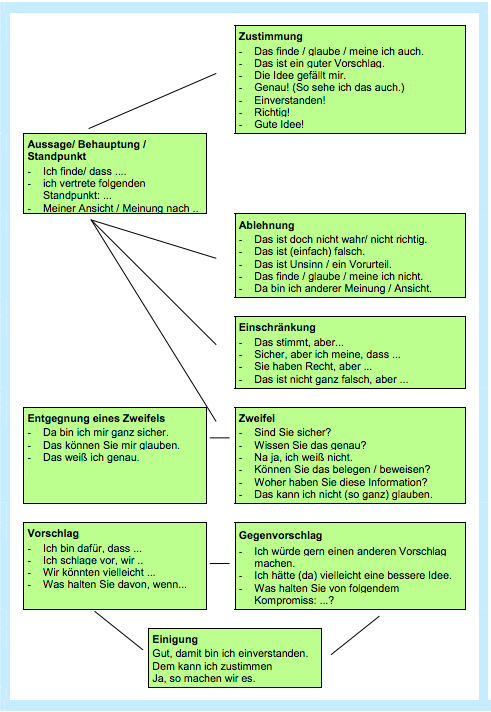 Zustimmung
- Das finde / glaube / meine ich auch.
- Das ist ein guter Vorschlag.
- Die Idee gefällt mir.
- Genau! (So sehe ich das auch.)
- Einverstanden!
- Richtig!
- Gute Idee!
Aussage/ Behauptung /
Standpunkt
- Ich finde/ dass ....
- ich vertrete folgenden
Standpunkt: ...
- Meiner Ansicht / Meinung nach ..
Ablehnung
- Das ist doch nicht wahr/ nicht richtig.
- Das ist (einfach) falsch.
- Das ist Unsinn / ein Vorurteil.
- Das finde / glaube / meine ich nicht.
- Da bin ich anderer Meinung / Ansicht.
Einschränkung
- Das stimmt, aber...
- Sicher, aber ich meine, dass ...
- Sie haben Recht, aber ...
- Das ist nicht ganz falsch, aber ...
Entgegnung eines Zweifels
- Da bin ich mir ganz sicher.
- Das können Sie mir glauben.
- Das weiß ich genau.
Zweifel
- Sind Sie sicher?
- Wissen Sie das genau?
- Na ja, ich weiß nicht.
- Können Sie das belegen / beweisen?
- Woher haben Sie diese Information?
- Das kann ich nicht (so ganz) glauben.
Vorschlag
- Ich bin dafür, dass ...
- Ich schlage vor, wir ..
- Wir könnten vielleicht ...
- Was halten Sie davon, wenn...
Gegenvorschlag
- Ich würde gern einen anderen Vorschlag
machen.
- Ich hätte (da) vielleicht eine bessere Idee.
- Was halten Sie von folgendem
Kompromiss: ...?
Einigung
Gut, damit bin ich einverstanden.
Dem kann ich zustimmen
Ja, so machen wir es.